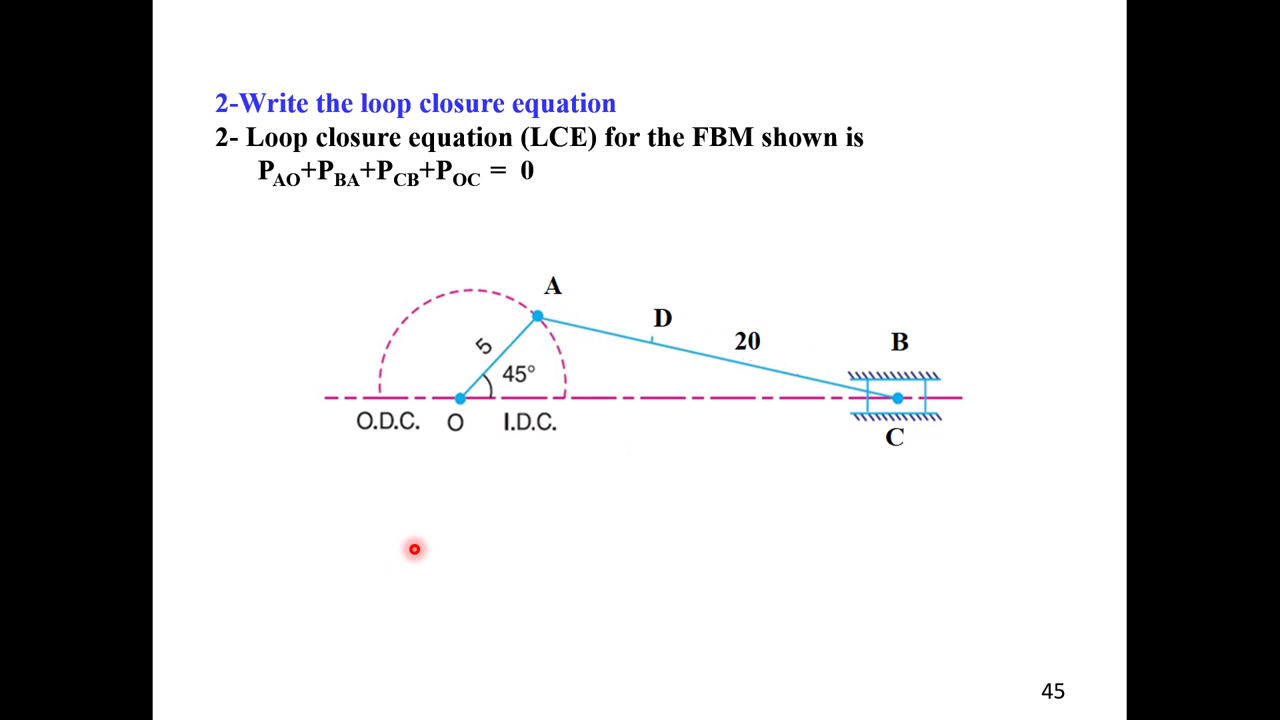 2-Write the loop closure equation
2- Loop closure equation (LCE) for the FBM shown is
P_AO+P_BA+P_CB+P_OC = 0
A
D
5
20
B
45°
O.D.C. O I.D.C.
C
45